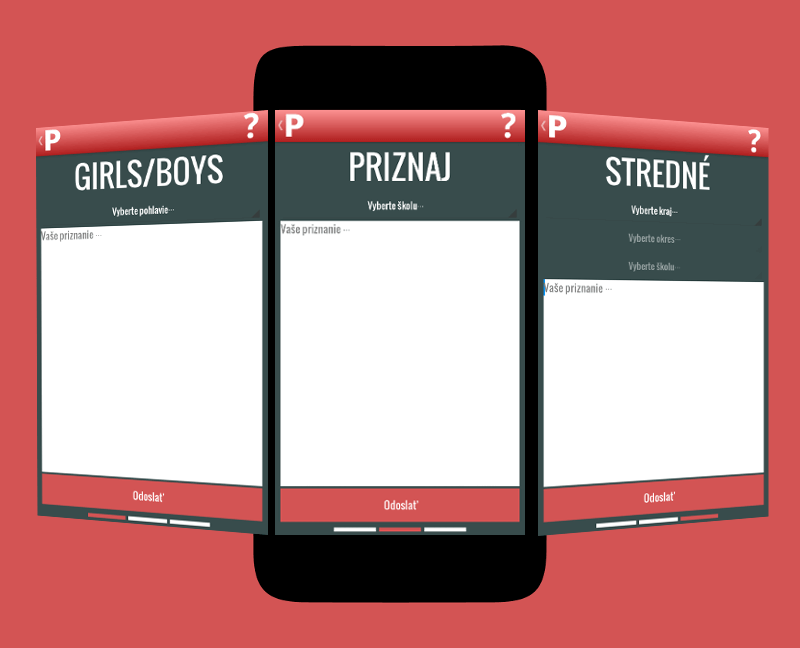 P ?
GIRLS/BOYS
Vyberte pohlavie...
Vaše priznanie ...
Odoslať
P ?
PRIZNAJ
Vyberte školu...
Vaše priznanie ...
Odoslať
P ?
STREDNÉ
Vyberte kraj...
Vyberte okres...
Vyberte školu...
Vaše priznanie ...
Odoslať